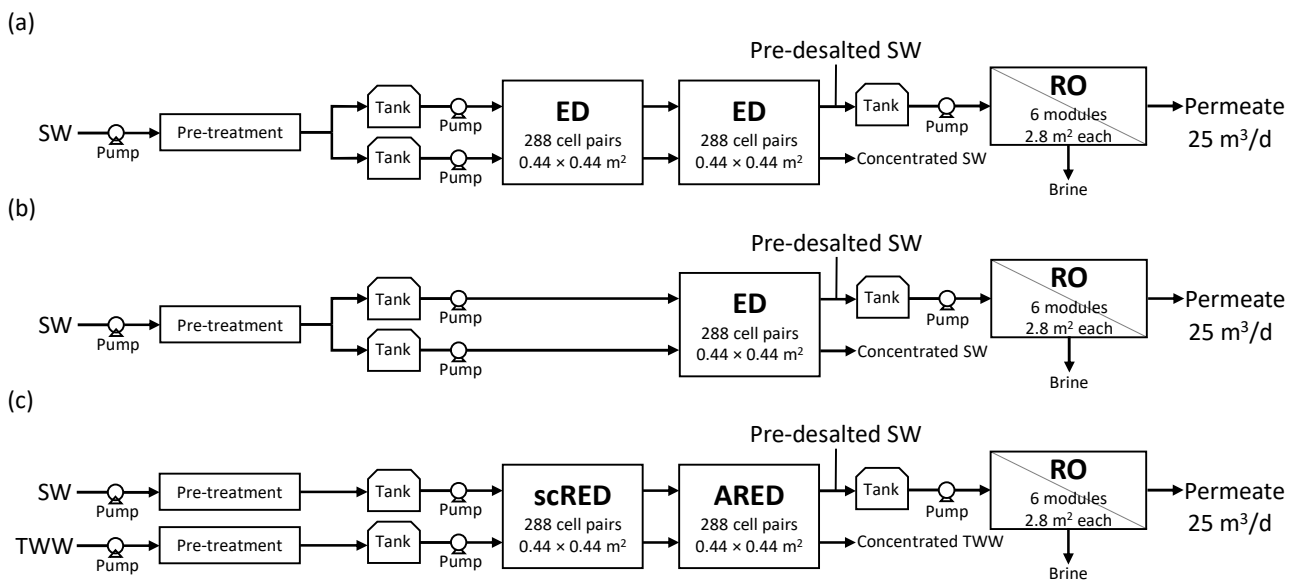 (a)
Pre-desalted SW
SW
Pump
Pre-treatment
Tank
Pump
Tank
Pump
ED
288 cell pairs
0.44 × 0.44 m²
ED
288 cell pairs
0.44 × 0.44 m²
Concentrated SW
Tank
Pump
RO
6 modules
2.8 m² each
Brine
Permeate
25 m³/d
(b)
Pre-desalted SW
SW
Pump
Pre-treatment
Tank
Pump
Tank
Pump
ED
288 cell pairs
0.44 × 0.44 m²
Concentrated SW
Tank
Pump
RO
6 modules
2.8 m² each
Brine
Permeate
25 m³/d
(c)
Pre-desalted SW
SW
Pump
Pre-treatment
Tank
Pump
TWW
Pump
Pre-treatment
Tank
Pump
scRED
288 cell pairs
0.44 × 0.44 m²
ARED
288 cell pairs
0.44 × 0.44 m²
Concentrated TWW
Tank
Pump
RO
6 modules
2.8 m² each
Brine
Permeate
25 m³/d